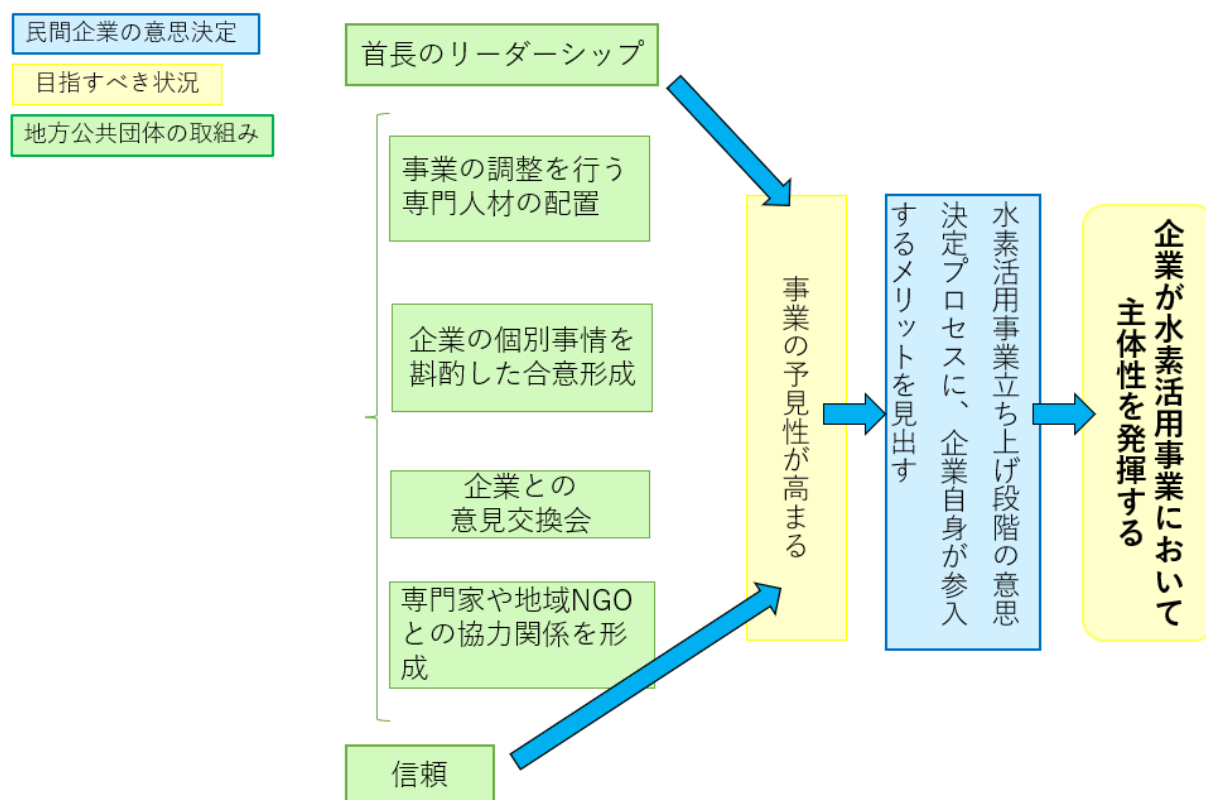 民間企業の意思決定
目指すべき状況
地方公共団体の取組み
首長のリーダーシップ
事業の調整を行う
専門人材の配置
企業の個別事情を
斟酌した合意形成
企業との
意見交換会
専門家や地域NGO
との協力関係を形
成
信頼
事業の予見性が高まる
水素活用事業立ち上げ段階の意思
決定プロセスに、企業自身が参入
するメリットを見出す
企業が水素活用事業において
主体性を発揮する